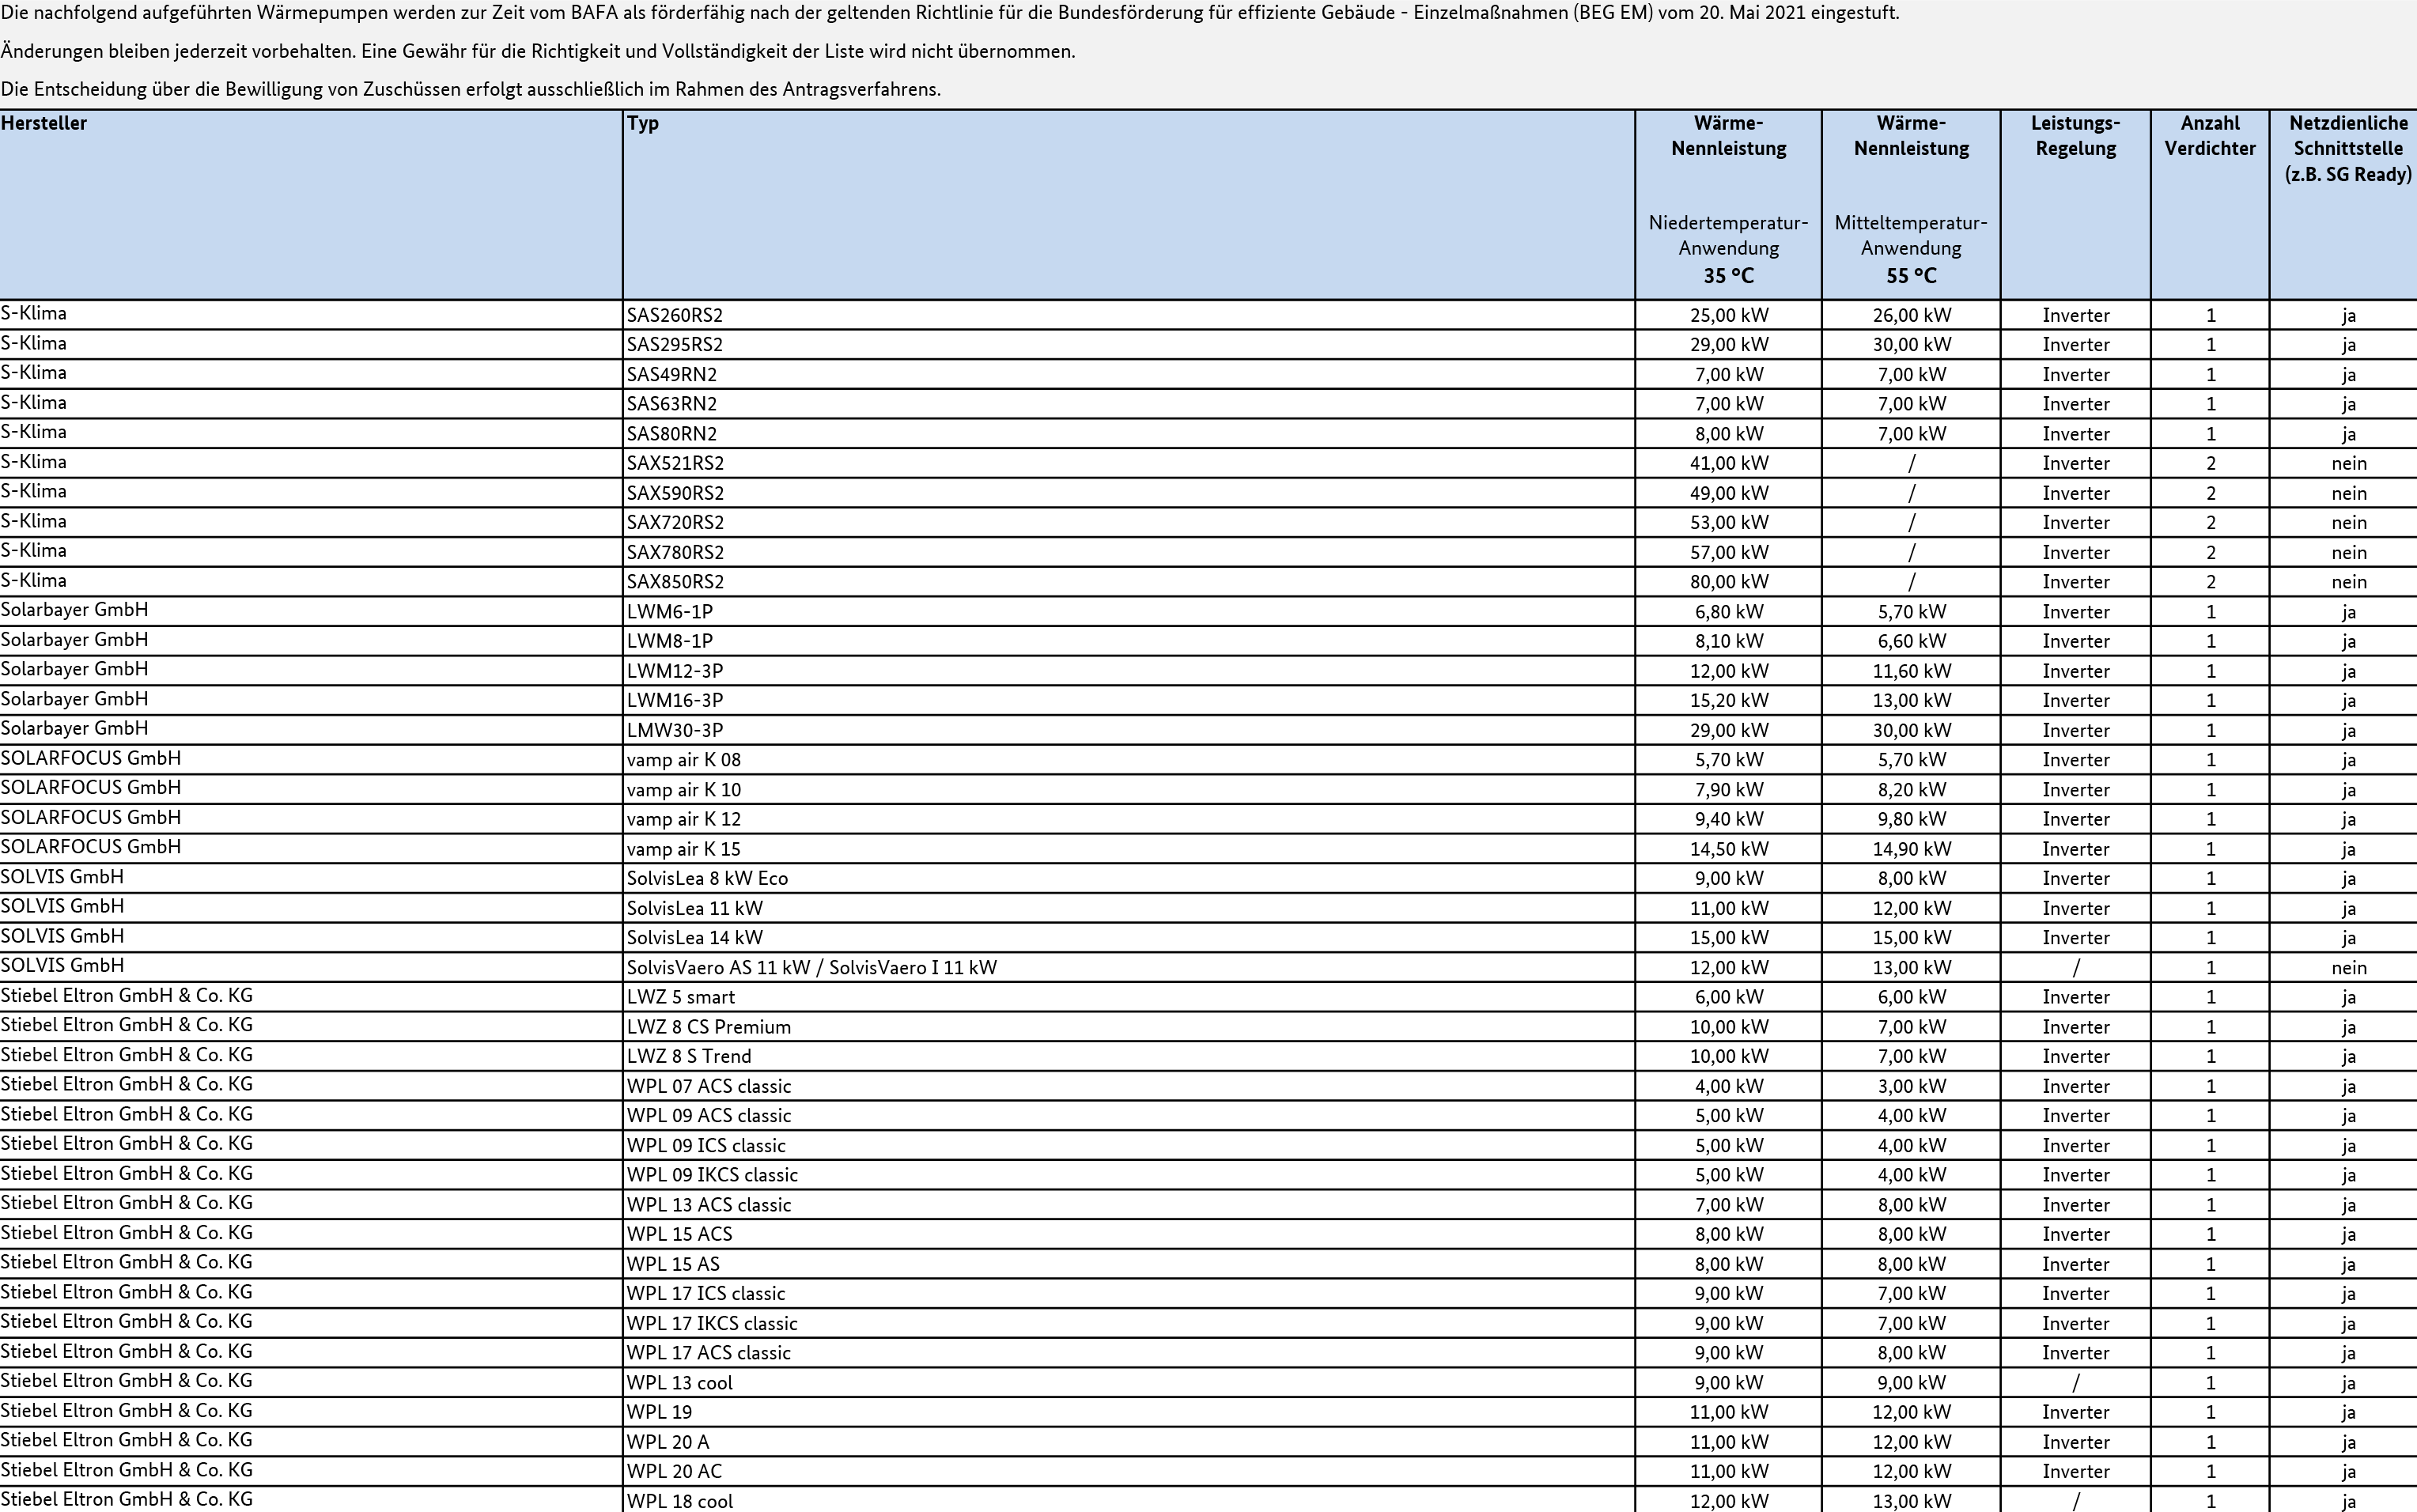 Die nachfolgend aufgeführten Wärmepumpen werden zur Zeit vom BAFA als förderfähig nach der geltenden Richtlinie für die Bundesförderung für effiziente Gebäude - Einzelmaßnahmen (BEG EM) vom 20. Mai 2021 eingestuft.
Änderungen bleiben jederzeit vorbehalten. Eine Gewähr für die Richtigkeit und Vollständigkeit der Liste wird nicht übernommen.
Die Entscheidung über die Bewilligung von Zuschüssen erfolgt ausschließlich im Rahmen des Antragsverfahrens.
Hersteller Typ Wärme- Wärme- Leistungs- Anzahl Netzdienliche
Nennleistung Nennleistung Regelung Verdichter Schnittstelle
(z.B. SG Ready)
Niedertemperatur- Mitteltemperatur-
Anwendung Anwendung
35 °C 55 °C
S-Klima SAS260RS2 25,00 kW 26,00 kW Inverter 1 ja
S-Klima SAS295RS2 29,00 kW 30,00 kW Inverter 1 ja
S-Klima SAS49RN2 7,00 kW 7,00 kW Inverter 1 ja
S-Klima SAS63RN2 7,00 kW 7,00 kW Inverter 1 ja
S-Klima SAS80RN2 8,00 kW 7,00 kW Inverter 1 ja
S-Klima SAX521RS2 41,00 kW / Inverter 2 nein
S-Klima SAX590RS2 49,00 kW / Inverter 2 nein
S-Klima SAX720RS2 53,00 kW / Inverter 2 nein
S-Klima SAX780RS2 57,00 kW / Inverter 2 nein
S-Klima SAX850RS2 80,00 kW / Inverter 2 nein
Solarbayer GmbH LWM6-1P 6,80 kW 5,70 kW Inverter 1 ja
Solarbayer GmbH LWM8-1P 8,10 kW 6,60 kW Inverter 1 ja
Solarbayer GmbH LWM12-3P 12,00 kW 11,60 kW Inverter 1 ja
Solarbayer GmbH LWM16-3P 15,20 kW 13,00 kW Inverter 1 ja
Solarbayer GmbH LMW30-3P 29,00 kW 30,00 kW Inverter 1 ja
SOLARFOCUS GmbH vamp air K 08 5,70 kW 5,70 kW Inverter 1 ja
SOLARFOCUS GmbH vamp air K 10 7,90 kW 8,20 kW Inverter 1 ja
SOLARFOCUS GmbH vamp air K 12 9,40 kW 9,80 kW Inverter 1 ja
SOLARFOCUS GmbH vamp air K 15 14,50 kW 14,90 kW Inverter 1 ja
SOLVIS GmbH SolvisLea 8 kW Eco 9,00 kW 8,00 kW Inverter 1 ja
SOLVIS GmbH SolvisLea 11 kW 11,00 kW 12,00 kW Inverter 1 ja
SOLVIS GmbH SolvisLea 14 kW 15,00 kW 15,00 kW Inverter 1 ja
SOLVIS GmbH SolvisVaero AS 11 kW / SolvisVaero I 11 kW 12,00 kW 13,00 kW / 1 nein
Stiebel Eltron GmbH & Co. KG LWZ 5 smart 6,00 kW 6,00 kW Inverter 1 ja
Stiebel Eltron GmbH & Co. KG LWZ 8 CS Premium 10,00 kW 7,00 kW Inverter 1 ja
Stiebel Eltron GmbH & Co. KG LWZ 8 S Trend 10,00 kW 7,00 kW Inverter 1 ja
Stiebel Eltron GmbH & Co. KG WPL 07 ACS classic 4,00 kW 3,00 kW Inverter 1 ja
Stiebel Eltron GmbH & Co. KG WPL 09 ACS classic 5,00 kW 4,00 kW Inverter 1 ja
Stiebel Eltron GmbH & Co. KG WPL 09 ICS classic 5,00 kW 4,00 kW Inverter 1 ja
Stiebel Eltron GmbH & Co. KG WPL 09 IKCS classic 5,00 kW 4,00 kW Inverter 1 ja
Stiebel Eltron GmbH & Co. KG WPL 13 ACS classic 7,00 kW 8,00 kW Inverter 1 ja
Stiebel Eltron GmbH & Co. KG WPL 15 ACS 8,00 kW 8,00 kW Inverter 1 ja
Stiebel Eltron GmbH & Co. KG WPL 15 AS 8,00 kW 8,00 kW Inverter 1 ja
Stiebel Eltron GmbH & Co. KG WPL 17 ICS classic 9,00 kW 7,00 kW Inverter 1 ja
Stiebel Eltron GmbH & Co. KG WPL 17 IKCS classic 9,00 kW 7,00 kW Inverter 1 ja
Stiebel Eltron GmbH & Co. KG WPL 17 ACS classic 9,00 kW 8,00 kW Inverter 1 ja
Stiebel Eltron GmbH & Co. KG WPL 13 cool 9,00 kW 9,00 kW / 1 ja
Stiebel Eltron GmbH & Co. KG WPL 19 11,00 kW 12,00 kW Inverter 1 ja
Stiebel Eltron GmbH & Co. KG WPL 20 A 11,00 kW 12,00 kW Inverter 1 ja
Stiebel Eltron GmbH & Co. KG WPL 20 AC 11,00 kW 12,00 kW Inverter 1 ja
Stiebel Eltron GmbH & Co. KG WPL 18 cool 12,00 kW 13,00 kW / 1 ja